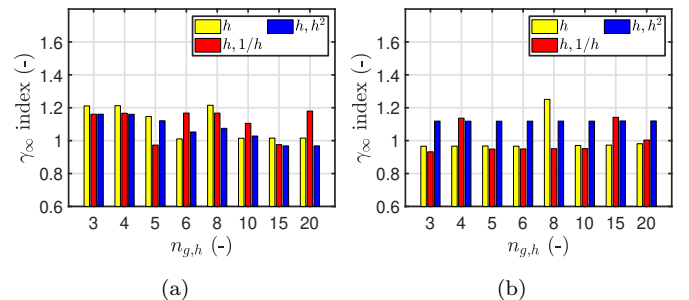 1.6
1.4
1.2
1
0.8
0.6
γ∞ index (-)
h
h, 1/h
h, h²
3 4 5 6 8 10 15 20
n_{g,h} (-)
(a)
1.6
1.4
1.2
1
0.8
0.6
γ∞ index (-)
h
h, 1/h
h, h²
3 4 5 6 8 10 15 20
n_{g,h} (-)
(b)